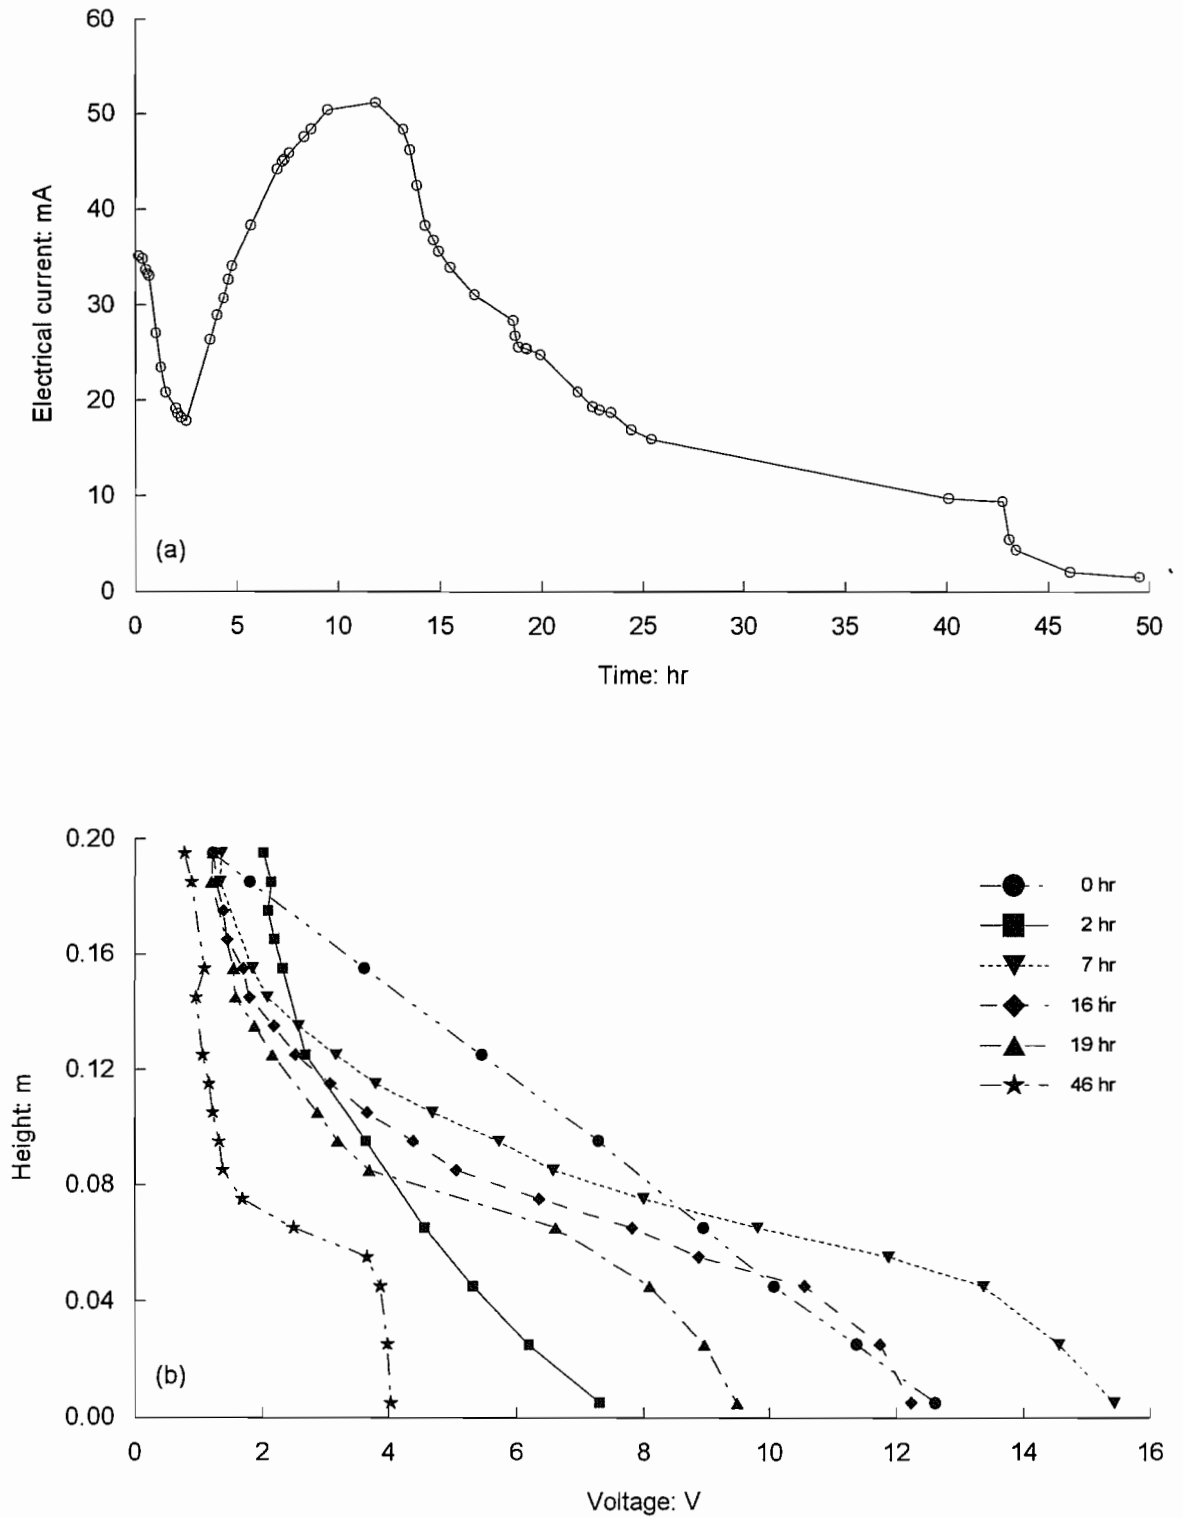 60
50
40
30
20
10
0
Electrical current: mA
(a)
0 5 10 15 20 25 30 35 40 45 50
Time: hr
0.20
0.16
0.12
0.08
0.04
0.00
Height: m
0 hr
2 hr
7 hr
16 hr
19 hr
46 hr
(b)
0 2 4 6 8 10 12 14 16
Voltage: V